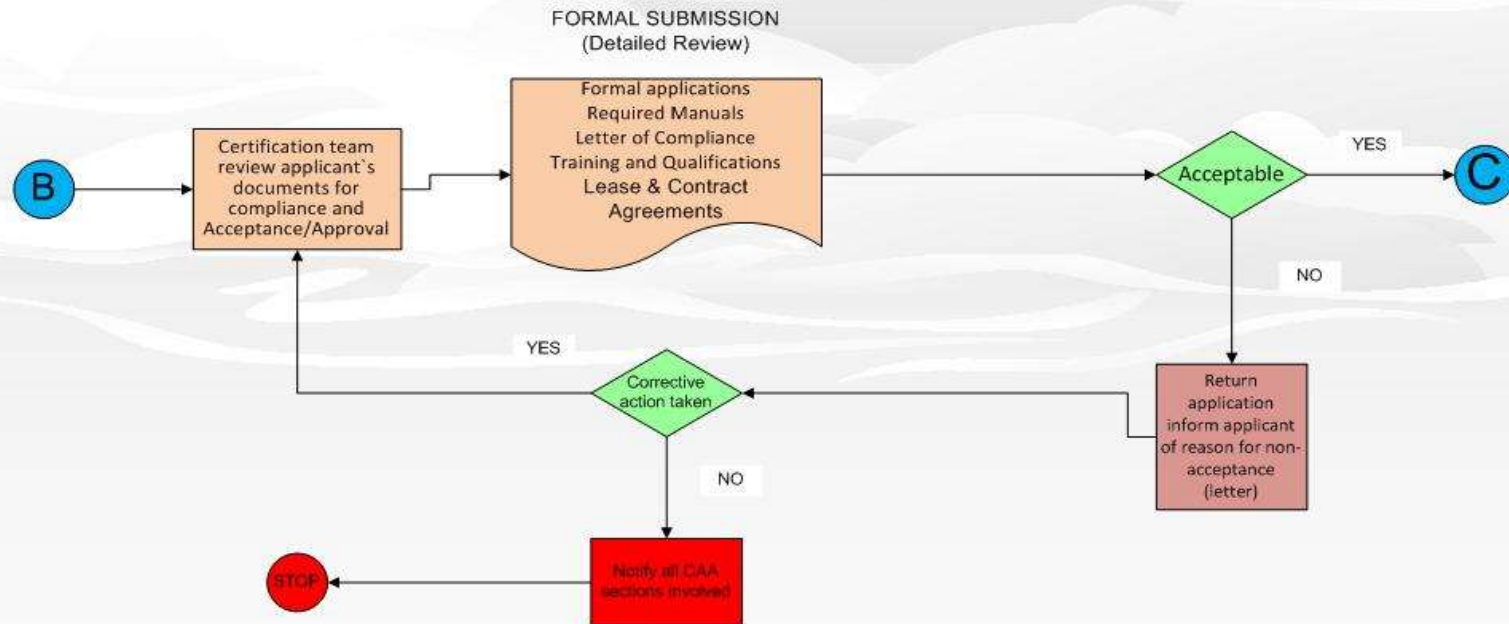 FORMAL SUBMISSION
(Detailed Review)
B
Certification team
review applicant`s
documents for
compliance and
Acceptance/Approval
Formal applications
Required Manuals
Letter of Compliance
Training and Qualifications
Lease & Contract
Agreements
Acceptable
YES
C
NO
Return
application
inform applicant
of reason for non-
acceptance
(letter)
Corrective
action taken
YES
NO
Notify all CAA
sections involved
STOP